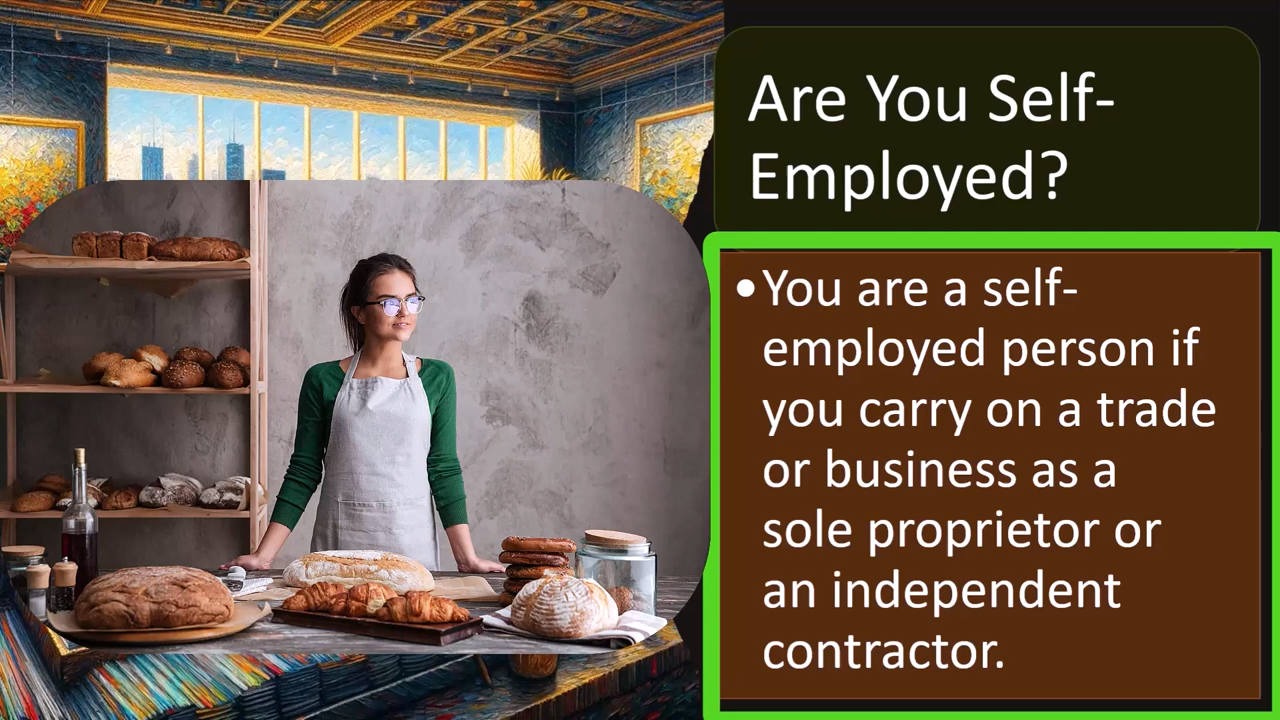 Are You Self-
Employed?
•You are a self-
employed person if
you carry on a trade
or business as a
sole proprietor or
an independent
contractor.